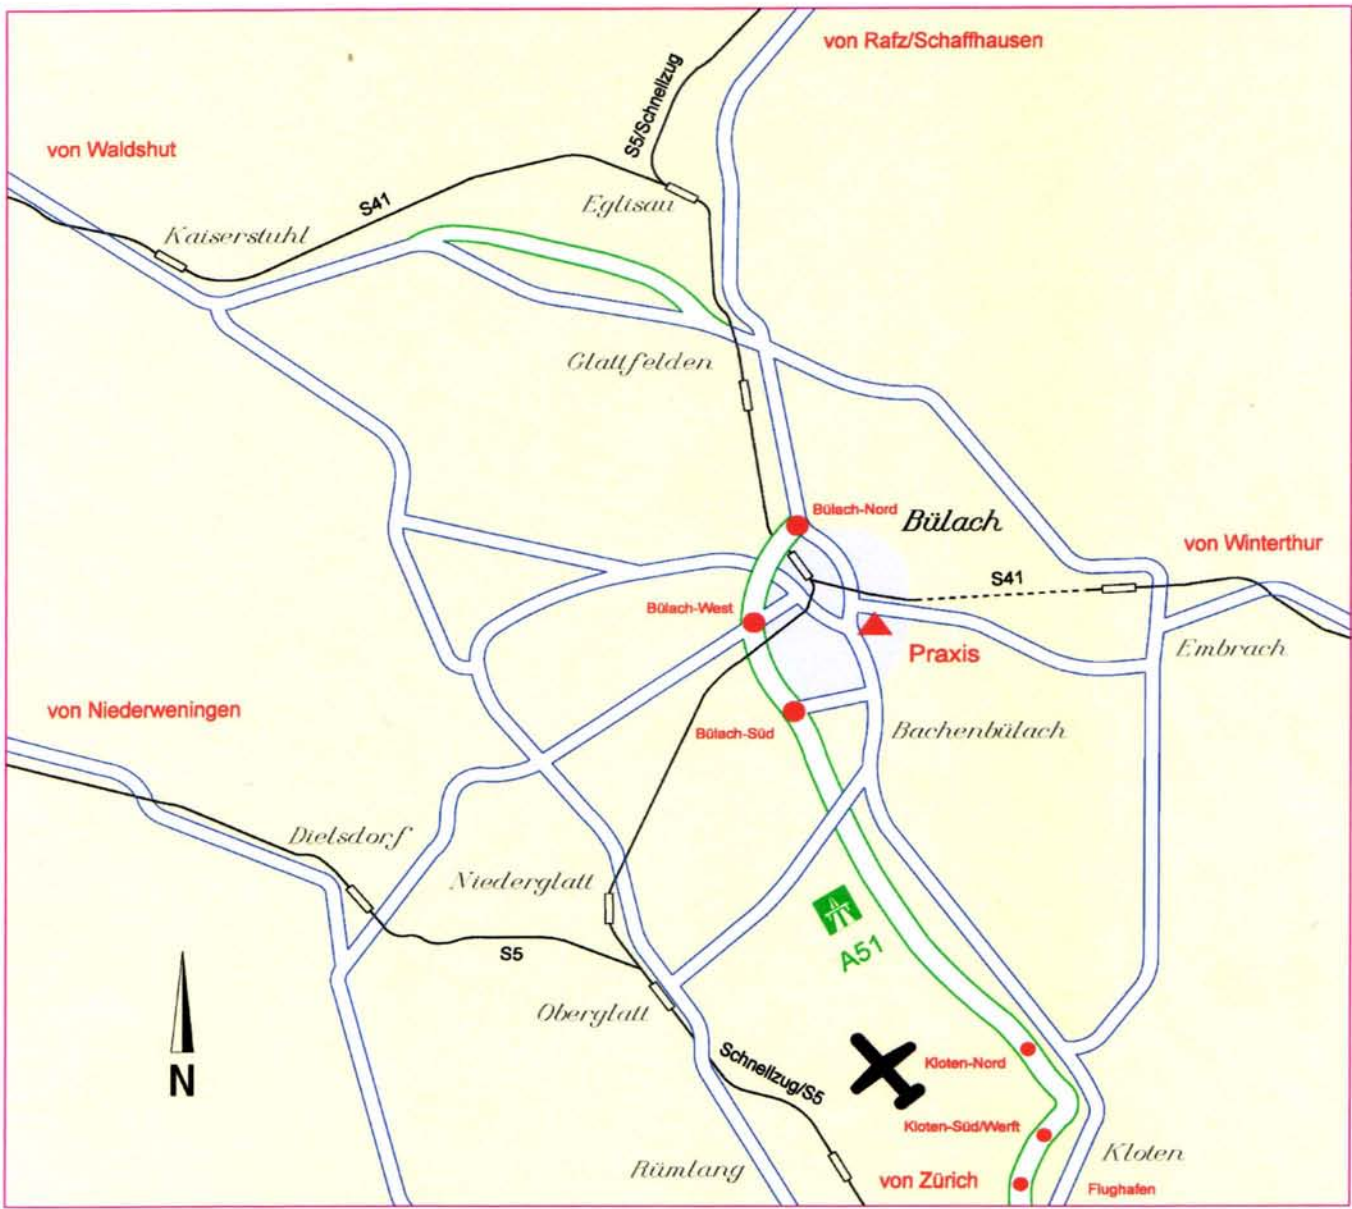 von Rafz/Schaffhausen
S5/Schnellzug
von Waldshut
S41
Eglisau
Kaiserstuhl
Glattfelden
Bülach-Nord
Bülach
von Winterthur
S41
Bülach-West
Praxis
Embrach
von Niederweningen
Bülach-Süd
Bachenbülach
Dielsdorf
Niederglatt
S5
A51
Oberglatt
N
Schnellzug/S5
Kloten-Nord
Kloten-Süd/Werft
Kloten
Rümlang
von Zürich
Flughafen